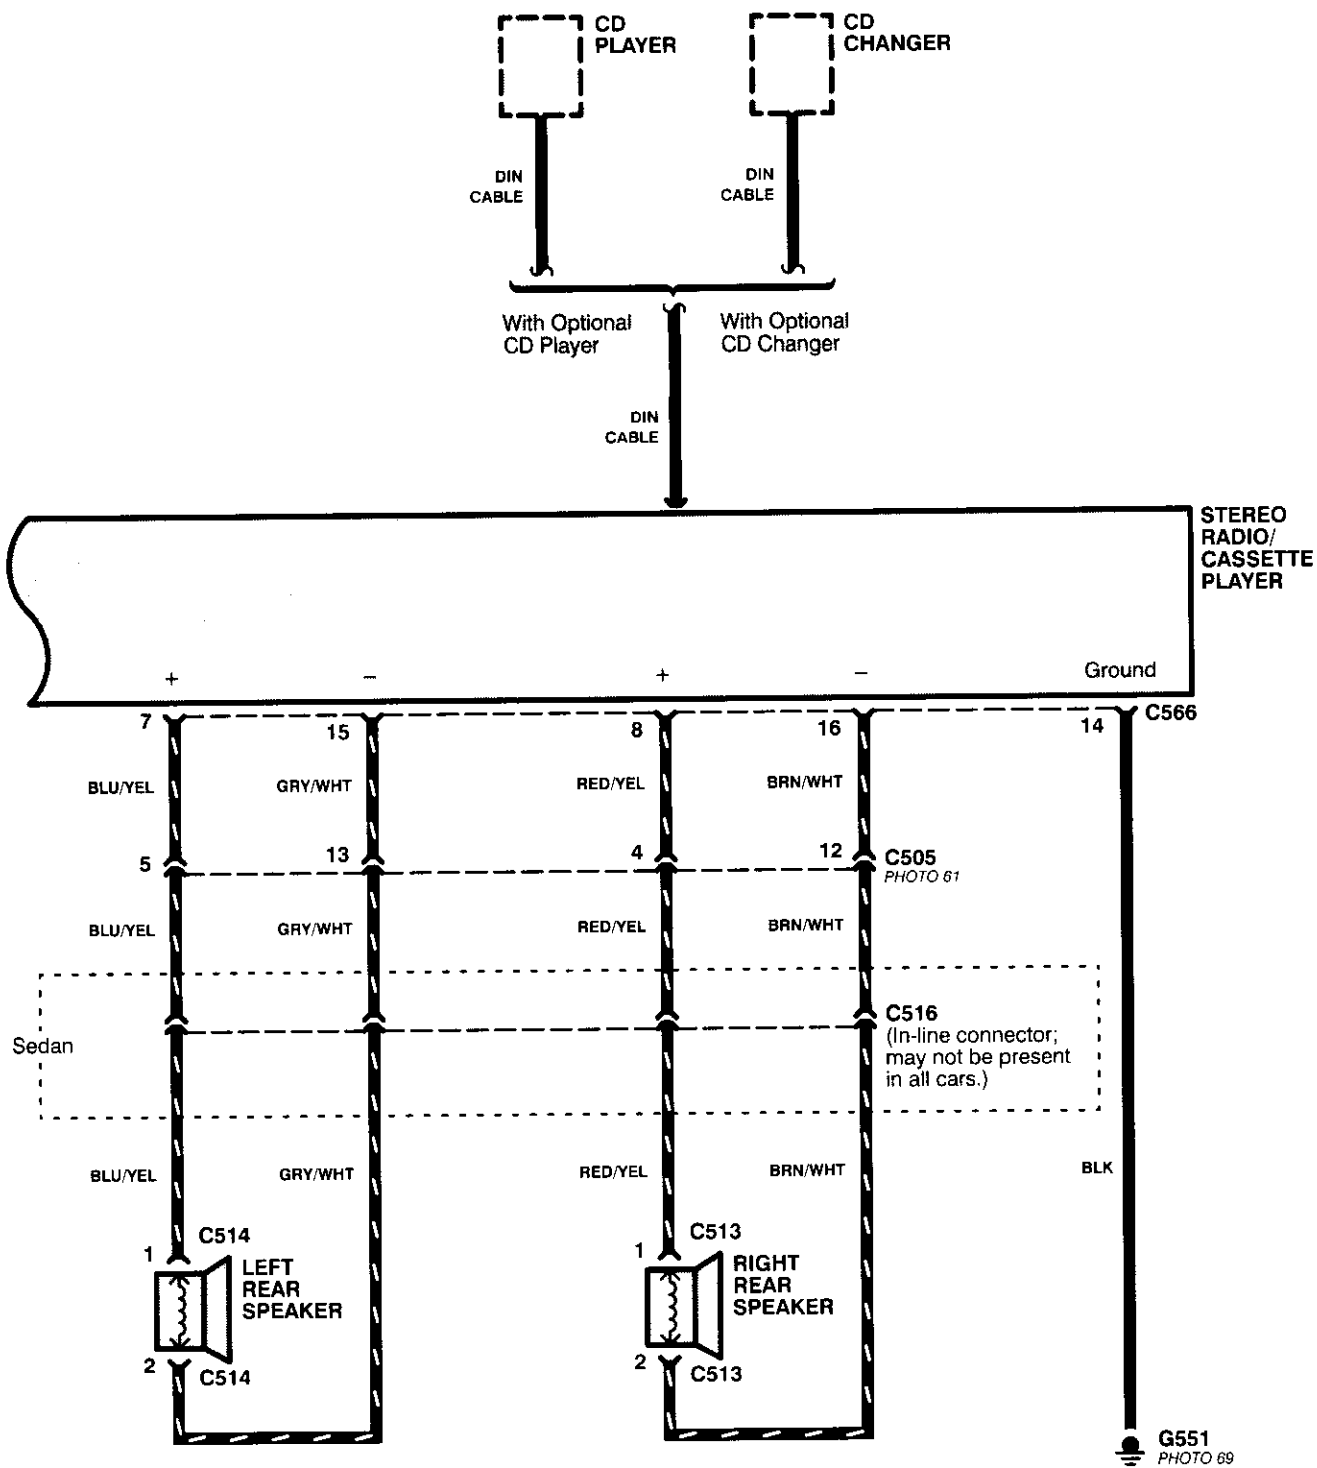 CD
PLAYER
CD
CHANGER
DIN
CABLE
DIN
CABLE
With Optional
CD Player
With Optional
CD Changer
DIN
CABLE
STEREO
RADIO/
CASSETTE
PLAYER
+ − + − Ground
7 15 8 16 14 C566
BLU/YEL GRY/WHT RED/YEL BRN/WHT
5 13 4 12 C505
PHOTO 61
BLU/YEL GRY/WHT RED/YEL BRN/WHT
Sedan
C516
(In-line connector;
may not be present
in all cars.)
BLU/YEL GRY/WHT RED/YEL BRN/WHT BLK
1 C514
LEFT
REAR
SPEAKER
2 C514
1 C513
RIGHT
REAR
SPEAKER
2 C513
G551
PHOTO 69